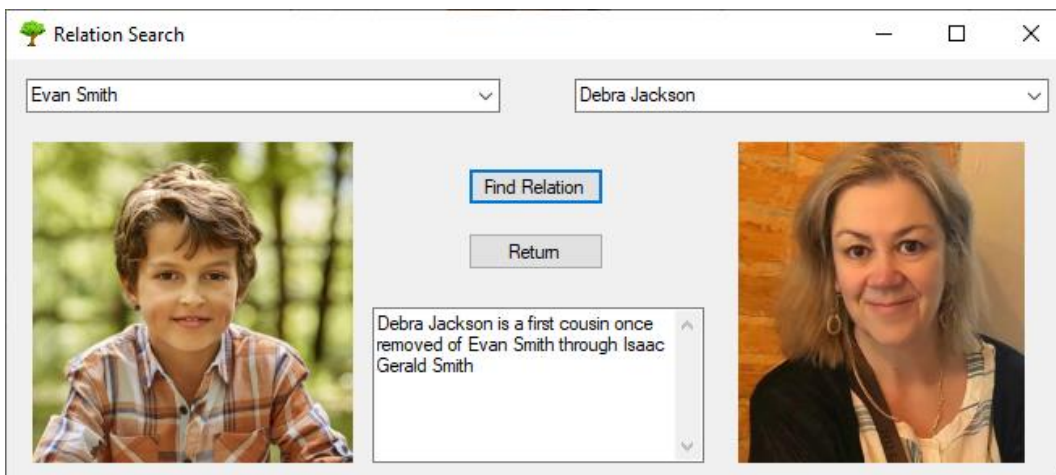 Relation Search
Evan Smith
Debra Jackson
Find Relation
Return
Debra Jackson is a first cousin once
removed of Evan Smith through Isaac
Gerald Smith